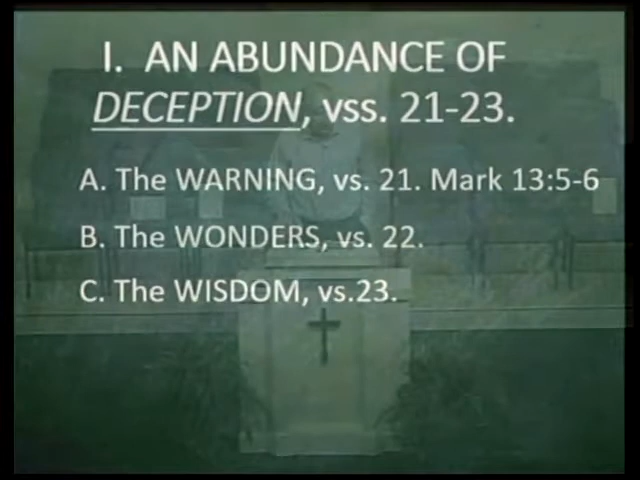 I. AN ABUNDANCE OF
DECEPTION, vss. 21-23.
A. The WARNING, vs. 21. Mark 13:5-6
B. The WONDERS, vs. 22.
C. The WISDOM, vs.23.